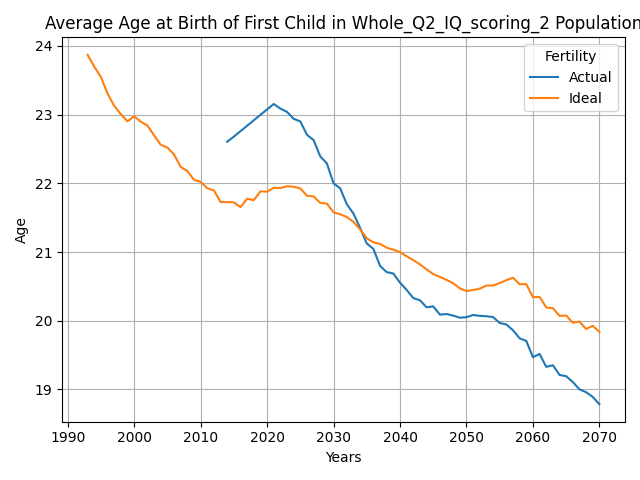 Average Age at Birth of First Child in Whole_Q2_IQ_scoring_2 Population
Fertility
Actual
Ideal
Age
24
23
22
21
20
19
1990 2000 2010 2020 2030 2040 2050 2060 2070
Years